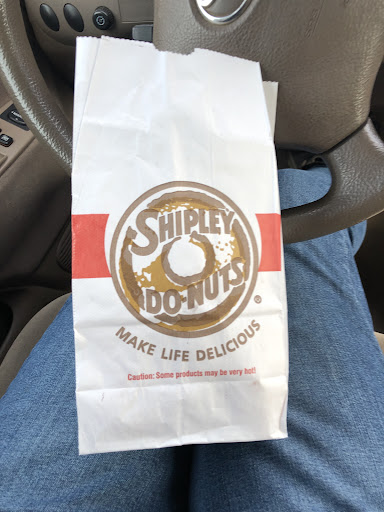 SHIPLEY
DO-NUTS
®
MAKE LIFE DELICIOUS
Caution: Some products may be very hot!